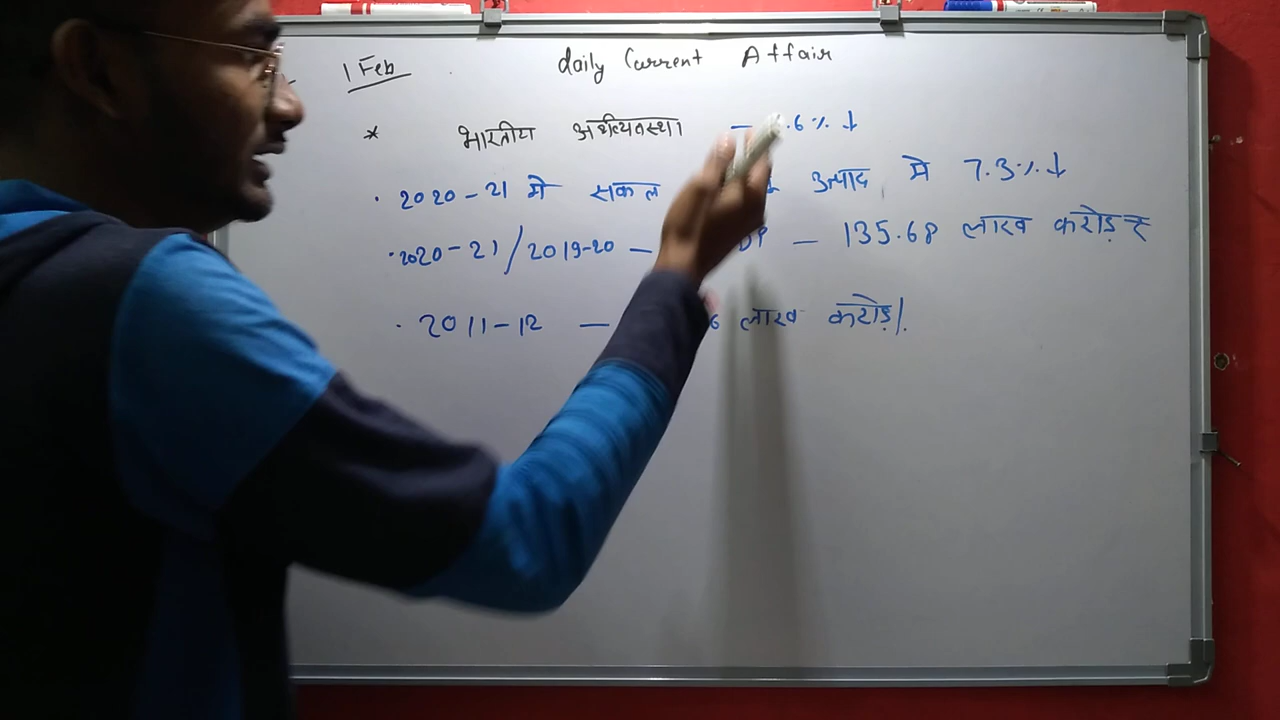 1 Feb daily Current Affair
* भारतीय अर्थव्यवस्था — .6% ↓
• 2020-21 मे सकल उत्पाद मे 7.3% ↓
• 2020-21/2019-20 — — 135.68 लाख करोड़ ₹
• 2011-12 — 6 लाख करोड़/.